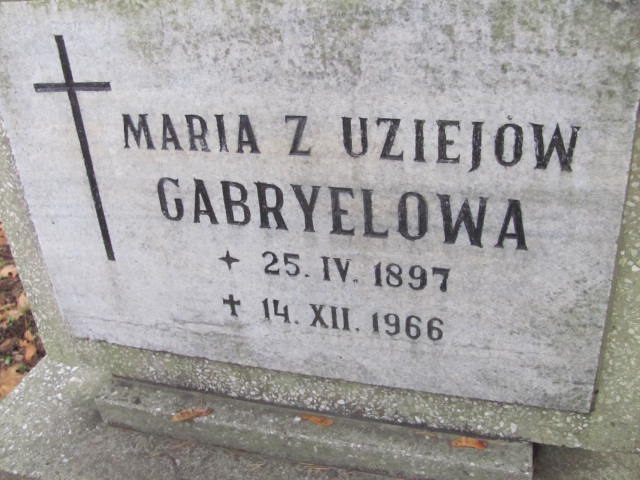 MARIA Z UZIEJÓW
GABRYELOWA
+ 25. IV. 1897
✝ 14. XII. 1966